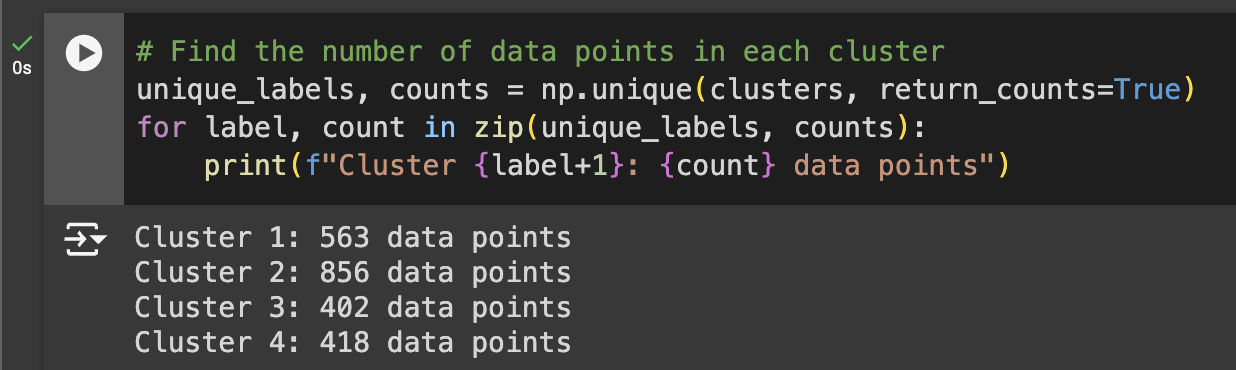 # Find the number of data points in each cluster
unique_labels, counts = np.unique(clusters, return_counts=True)
for label, count in zip(unique_labels, counts):
    print(f"Cluster {label+1}: {count} data points")
0s
Cluster 1: 563 data points
Cluster 2: 856 data points
Cluster 3: 402 data points
Cluster 4: 418 data points